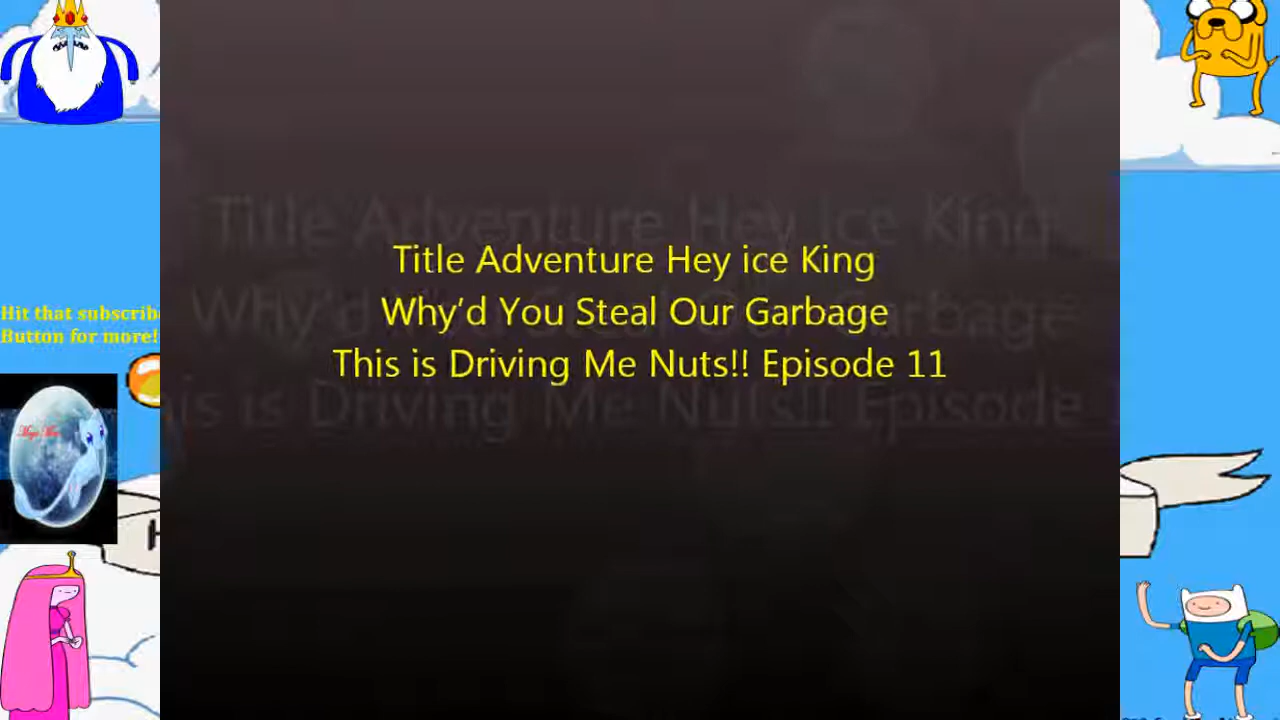 Title Adventure Hey ice King
Why'd You Steal Our Garbage
This is Driving Me Nuts!! Episode 11
Hit that subscribe
Button for more!